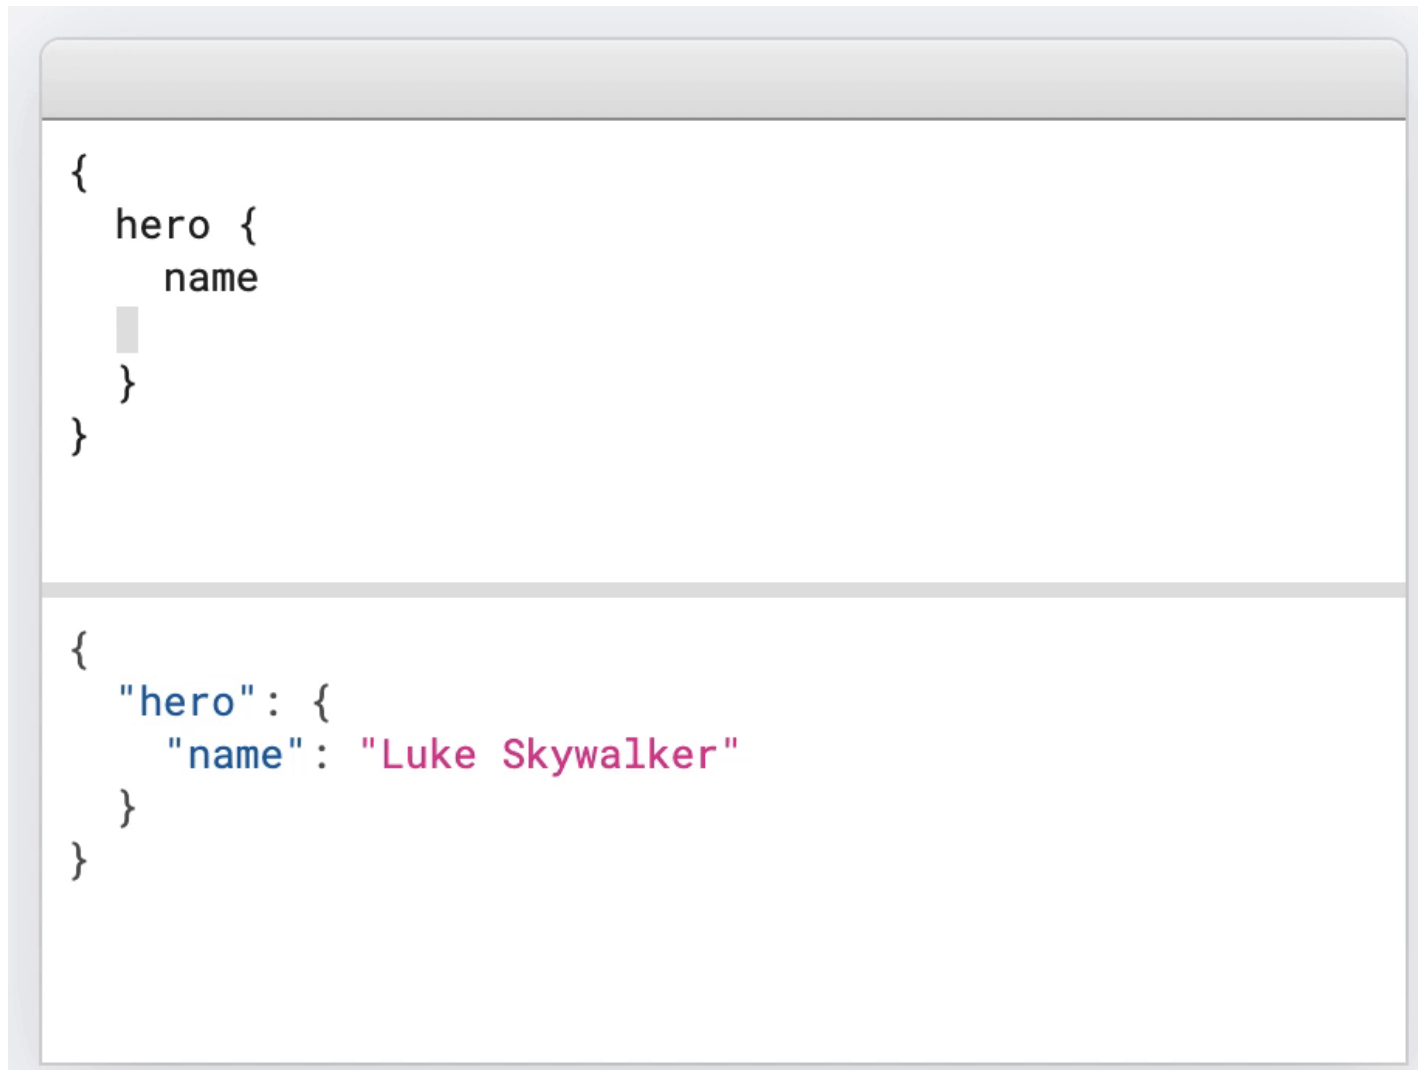 {
  hero {
    name
  }
}
{
  "hero": {
    "name": "Luke Skywalker"
  }
}